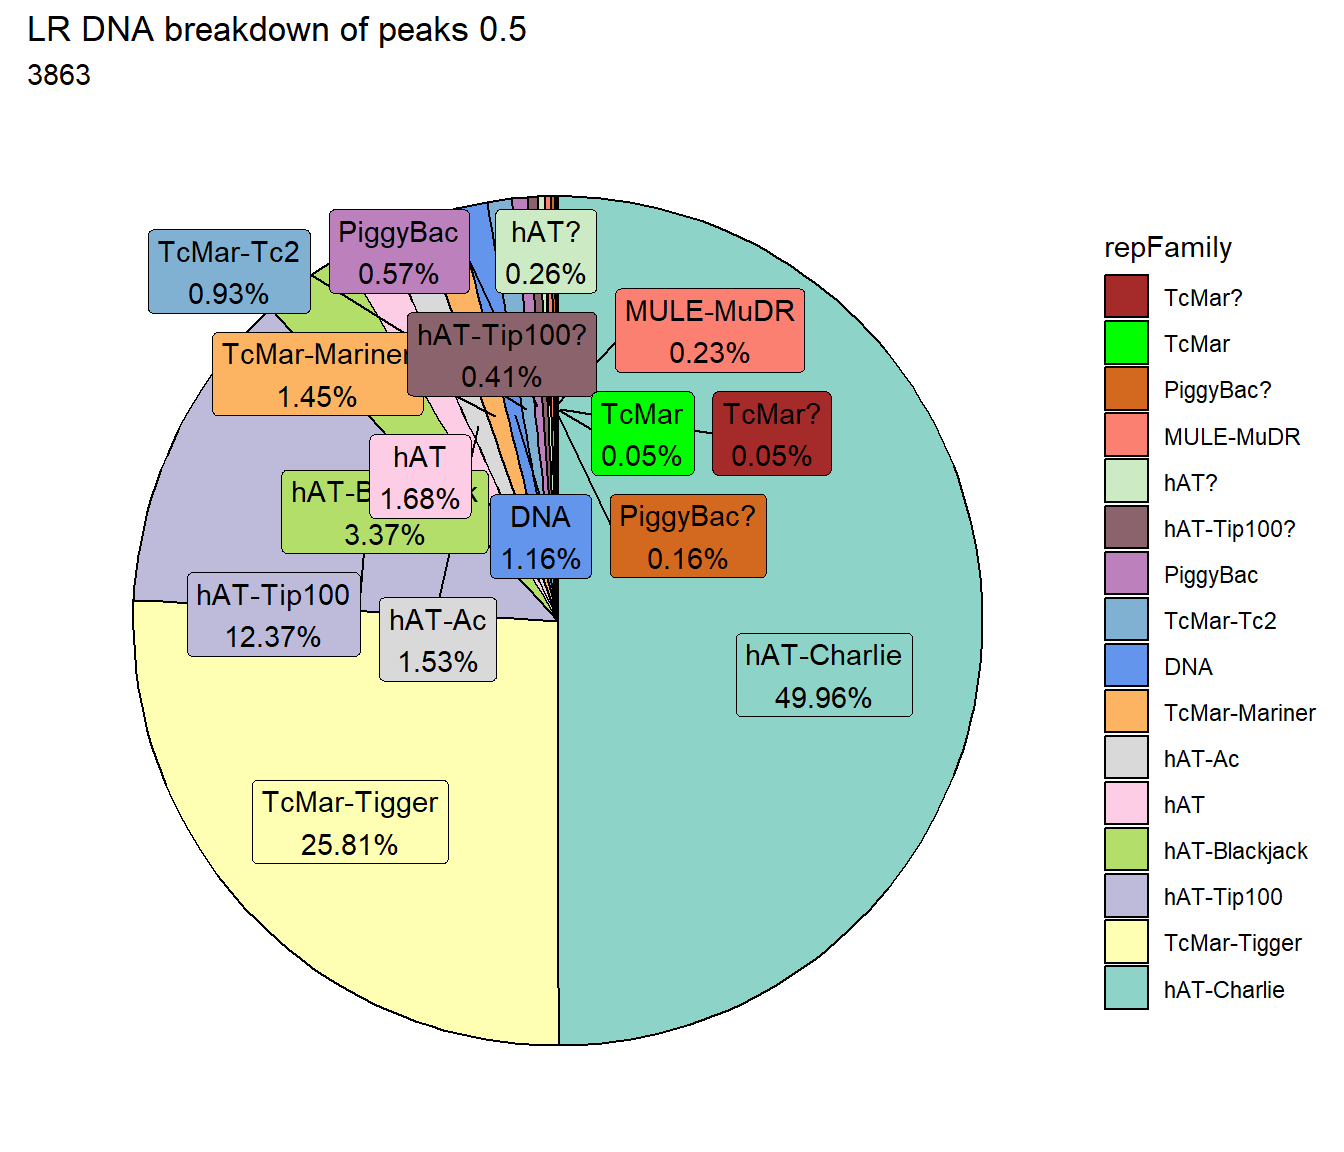 LR DNA breakdown of peaks 0.5
3863
TcMar-Tc2
0.93%
PiggyBac
0.57%
hAT?
0.26%
MULE-MuDR
0.23%
hAT-Tip100?
0.41%
TcMar-Mariner
1.45%
TcMar
0.05%
TcMar?
0.05%
hAT
1.68%
3.37%
DNA
1.16%
PiggyBac?
0.16%
hAT-Tip100
12.37%
hAT-Ac
1.53%
hAT-Charlie
49.96%
TcMar-Tigger
25.81%
repFamily
TcMar?
TcMar
PiggyBac?
MULE-MuDR
hAT?
hAT-Tip100?
PiggyBac
TcMar-Tc2
DNA
TcMar-Mariner
hAT-Ac
hAT
hAT-Blackjack
hAT-Tip100
TcMar-Tigger
hAT-Charlie